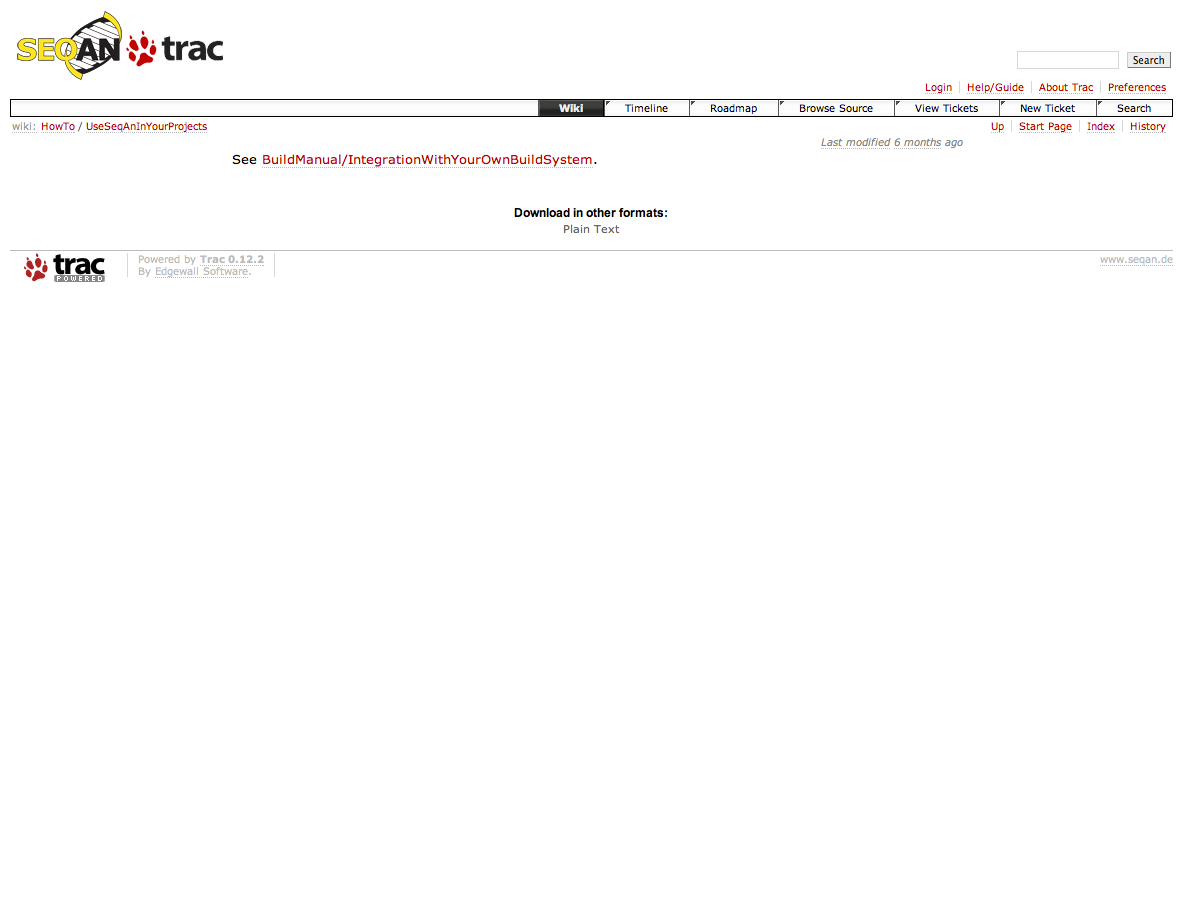 SEQAN trac
Search
Login Help/Guide About Trac Preferences
Wiki Timeline Roadmap Browse Source View Tickets New Ticket Search
wiki: HowTo / UseSeqAnInYourProjects Up Start Page Index History
Last modified 6 months ago
See BuildManual/IntegrationWithYourOwnBuildSystem.
Download in other formats:
Plain Text
trac POWERED
Powered by Trac 0.12.2
By Edgewall Software.
www.seqan.de